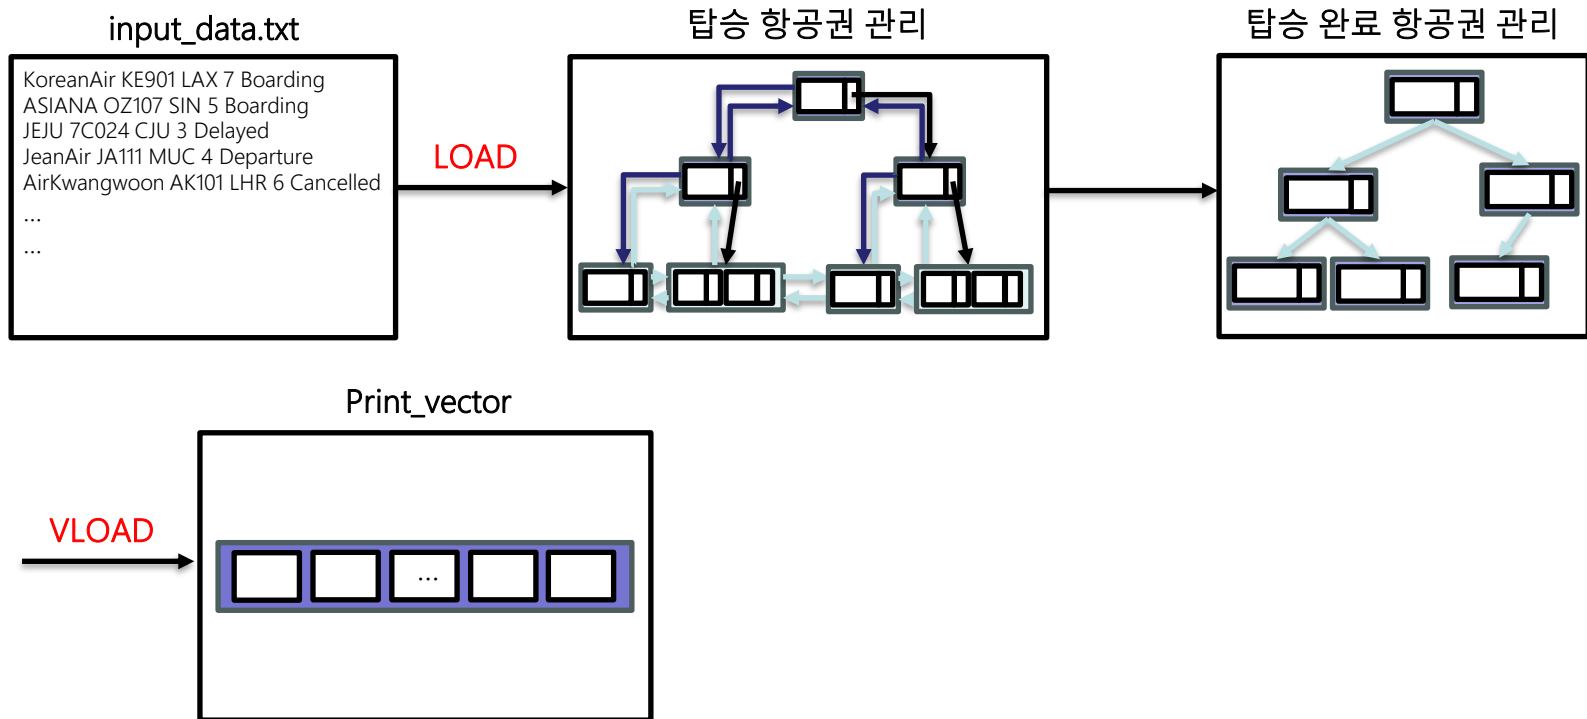 input_data.txt
KoreanAir KE901 LAX 7 Boarding
ASIANA OZ107 SIN 5 Boarding
JEJU 7C024 CJU 3 Delayed
JeanAir JA111 MUC 4 Departure
AirKwangwoon AK101 LHR 6 Cancelled
...
...
LOAD
탑승 항공권 관리
탑승 완료 항공권 관리
Print_vector
VLOAD
...